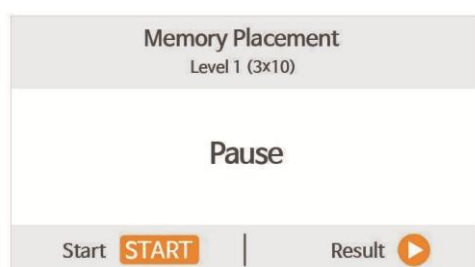 Memory Placement
Level 1 (3x10)
Pause
Start START | Result